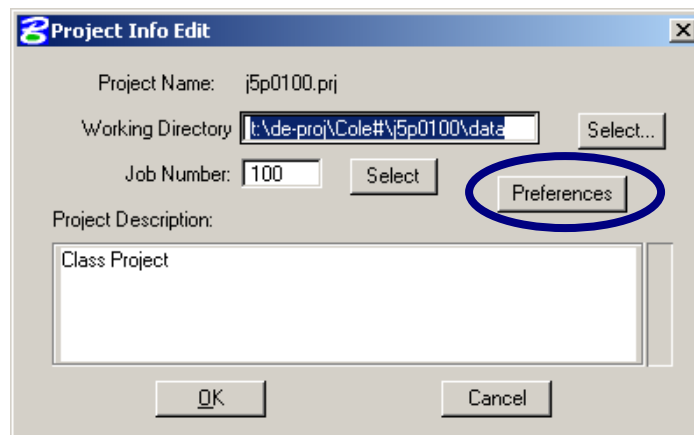 Project Info Edit
Project Name: j5p0100.prj
Working Directory t:\de-proj\Cole#\j5p0100\data Select...
Job Number: 100 Select
Preferences
Project Description:
Class Project
OK Cancel